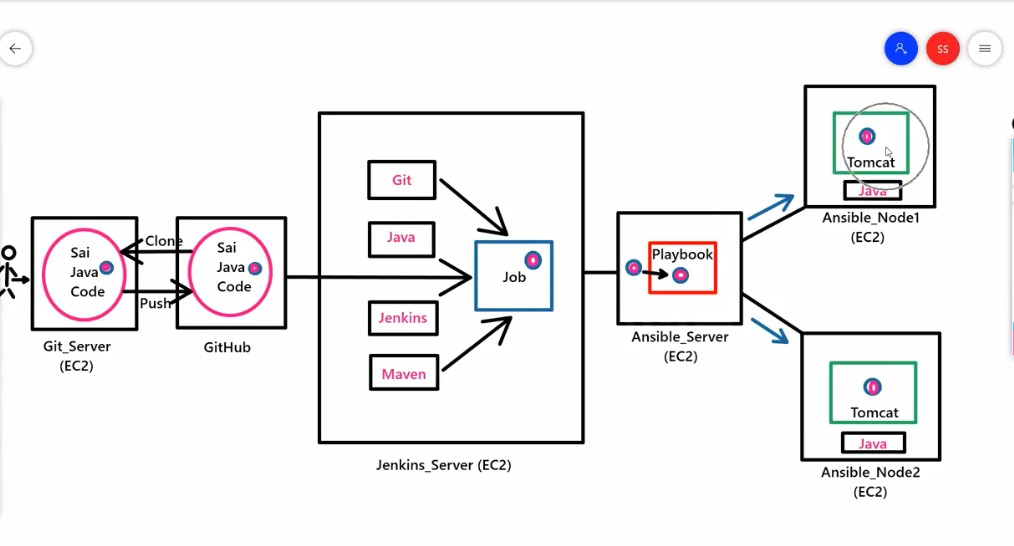 SS
Sai
Java
Code
Git_Server
(EC2)
Clone
Push
Sai
Java
Code
GitHub
Git
Java
Jenkins
Maven
Job
Jenkins_Server (EC2)
Playbook
Ansible_Server
(EC2)
Tomcat
Java
Ansible_Node1
(EC2)
Tomcat
Java
Ansible_Node2
(EC2)